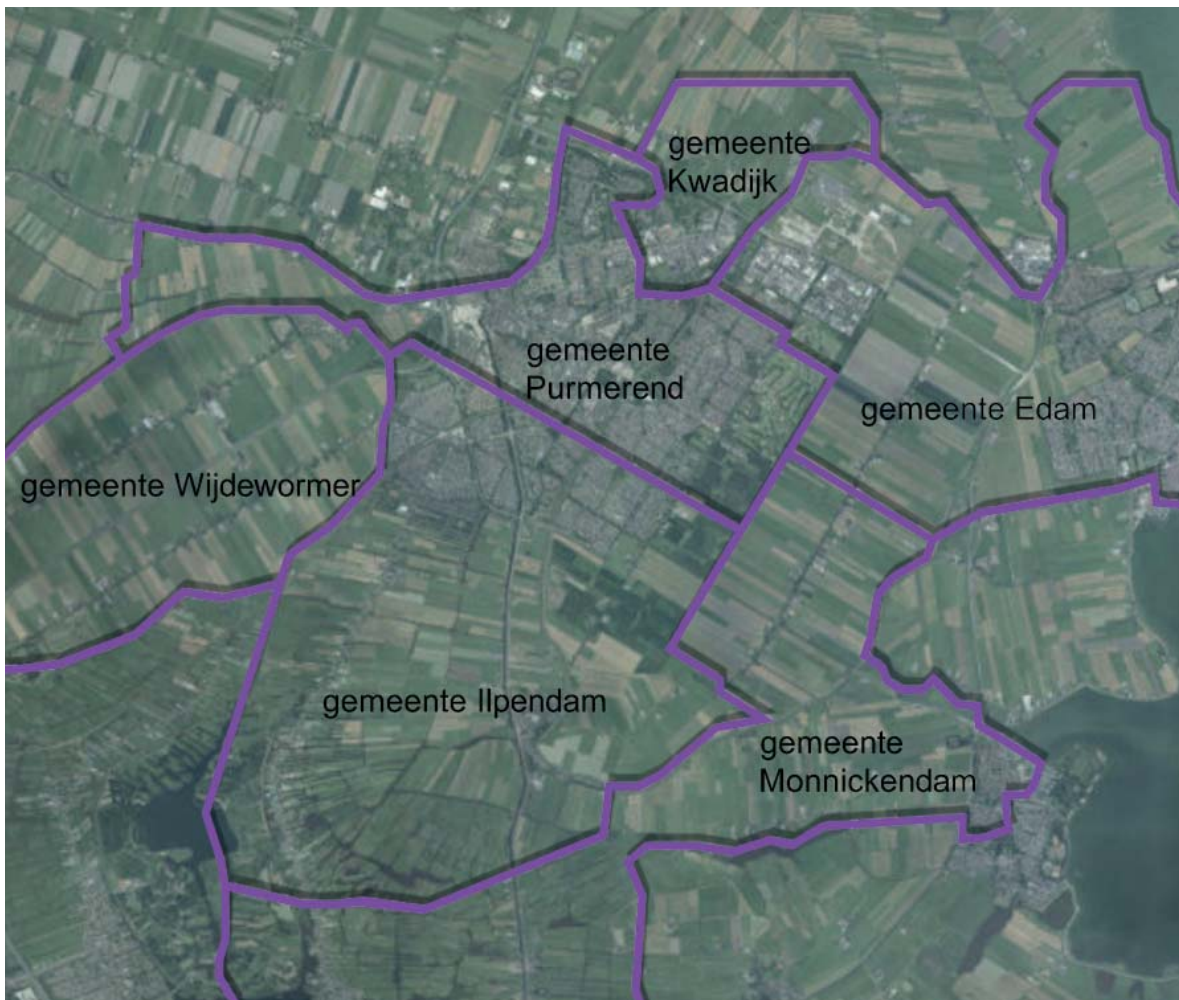 gemeente
Kwadijk
gemeente
Purmerend
gemeente Edam
gemeente Wijdewormer
gemeente Ilpendam
gemeente
Monnickendam